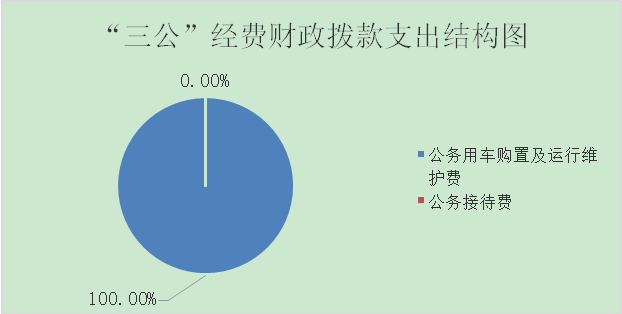 “三公”经费财政拨款支出结构图
0.00%
公务用车购置及运行维
护费
公务接待费
100.00%